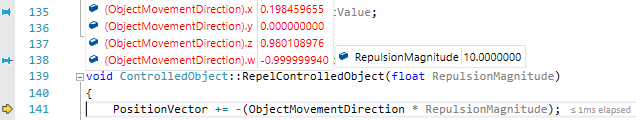 135 (ObjectMovementDirection).x 0.198459655 Value;
136 (ObjectMovementDirection).y 0.000000000
137 (ObjectMovementDirection).z 0.980108976
138 (ObjectMovementDirection).w -0.999999940 RepulsionMagnitude 10.0000000
139 void ControlledObject::RepelControlledObject(float RepulsionMagnitude)
140 {
141 PositionVector += -(ObjectMovementDirection * RepulsionMagnitude); ≤ 1ms elapsed